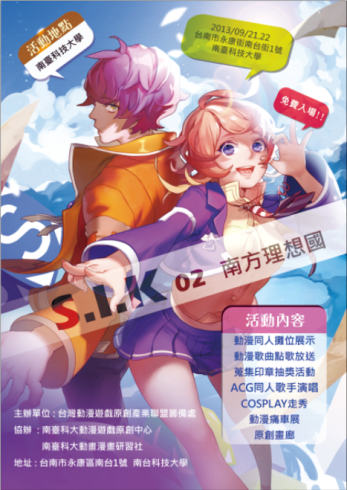 活動地點
南臺科技大學
2013/09/21.22
台南市永康街南台街1號
南臺科技大學
免費入場!!
S.I.K 02 南方理想國
活動內容
動漫同人攤位展示
動漫歌曲點歌放送
蒐集印章抽獎活動
ACG同人歌手演唱
COSPLAY走秀
動漫痛車展
原創畫廊
主辦單位:台灣動漫遊戲原創產業聯盟籌備處
協辦 :南臺科大動漫遊戲原創中心
南臺科大動畫漫畫研習社
地址:台南市永康區南台1號 南台科技大學